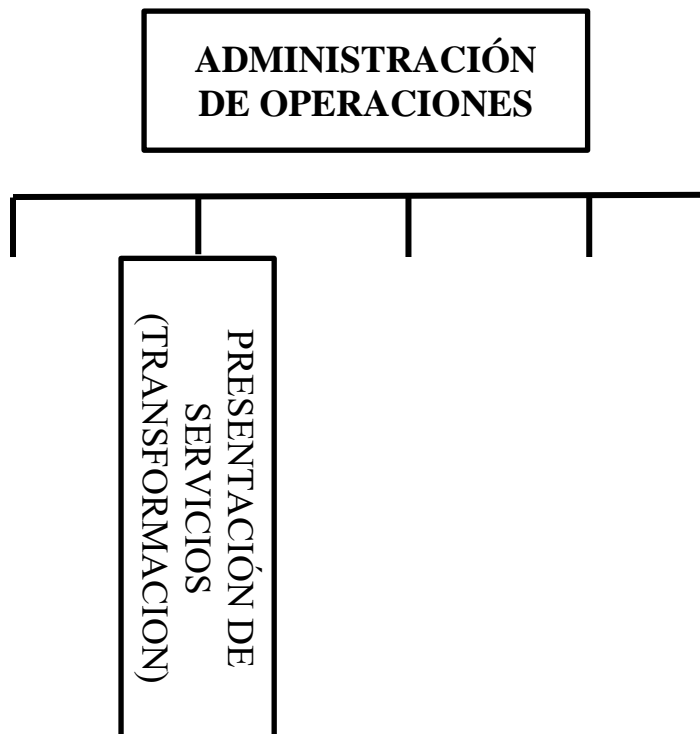 ADMINISTRACIÓN
DE OPERACIONES
PRESENTACIÓN DE
SERVICIOS
(TRANSFORMACION)